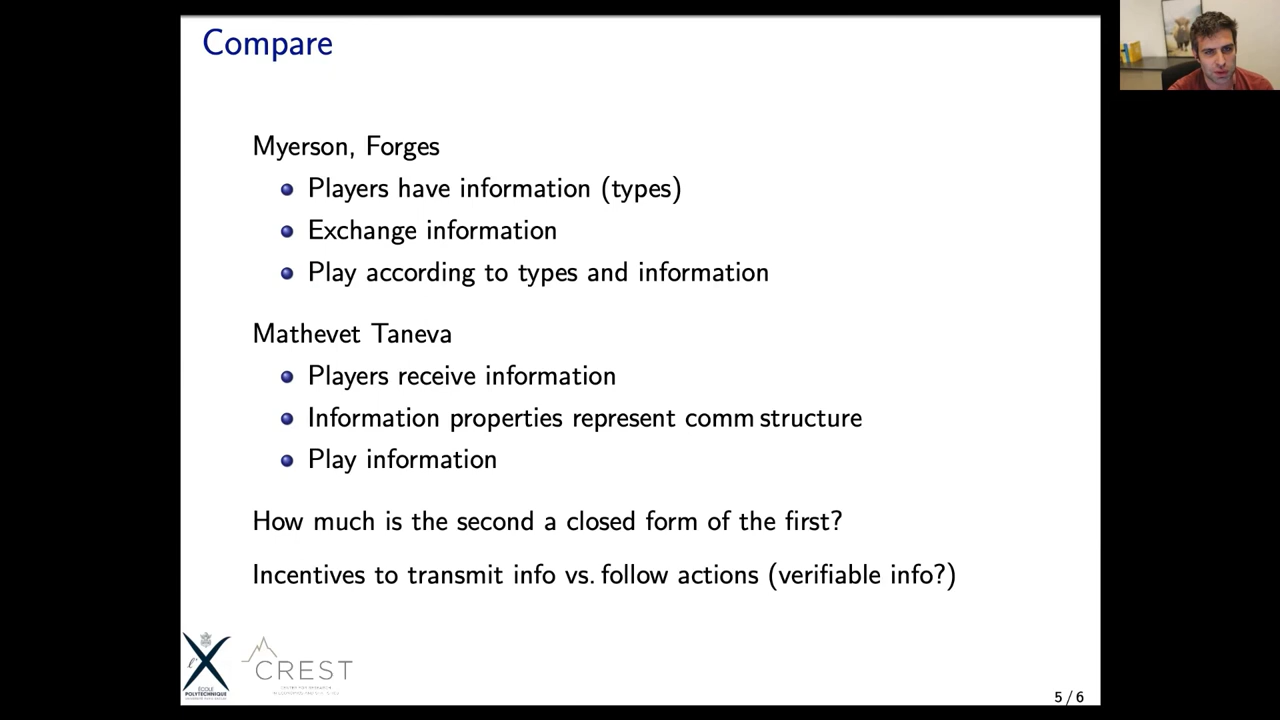 Compare
Myerson, Forges
Players have information (types)
Exchange information
Play according to types and information
Mathevet Taneva
Players receive information
Information properties represent comm structure
Play information
How much is the second a closed form of the first?
Incentives to transmit info vs. follow actions (verifiable info?)
ÉCOLE
POLYTECHNIQUE
CREST
5 / 6